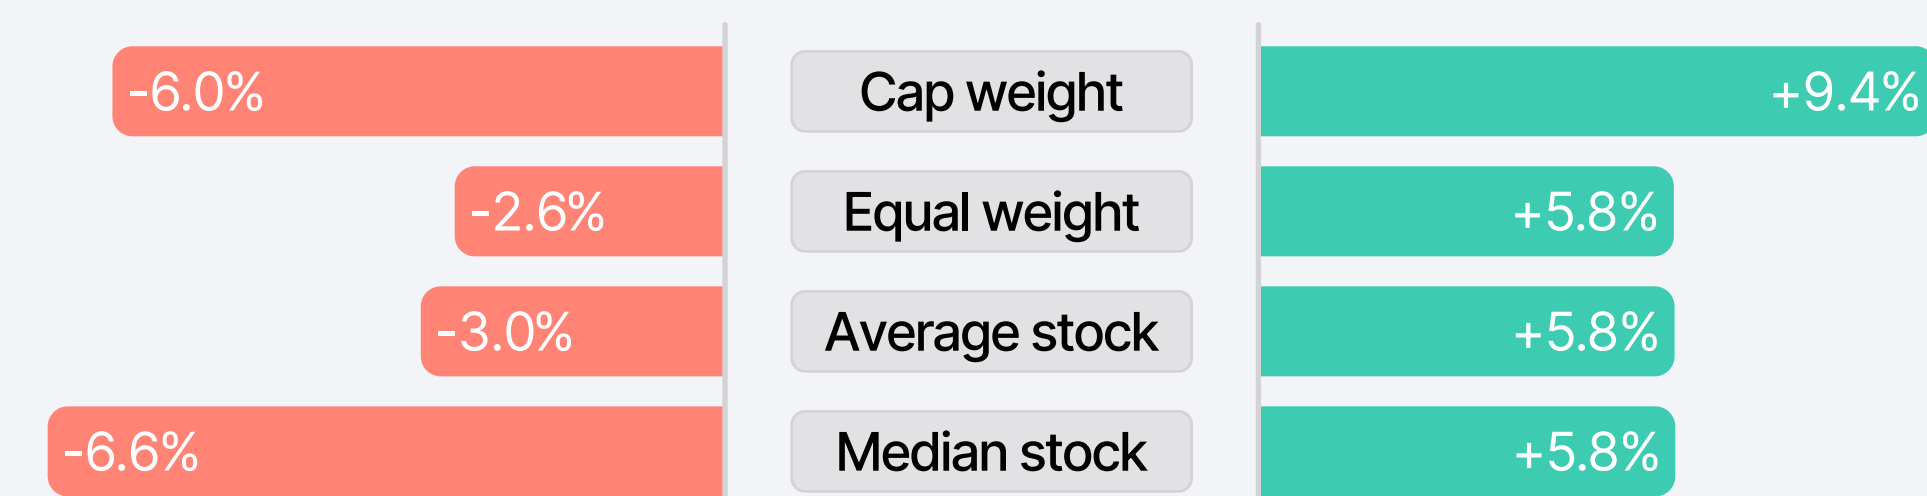 -6.0% Cap weight +9.4%
-2.6% Equal weight +5.8%
-3.0% Average stock +5.8%
-6.6% Median stock +5.8%